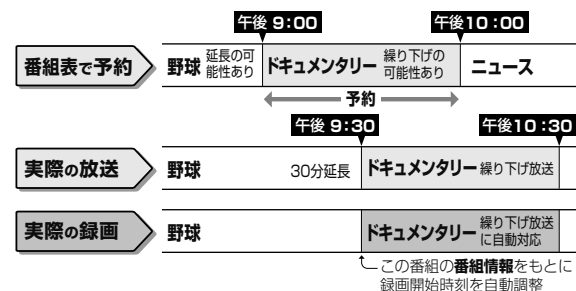 午後 9:00 午後10:00
番組表で予約 野球 延長の可能性あり ドキュメンタリー 繰り下げの可能性あり ニュース
予約
午後 9:30 午後10:30
実際の放送 野球 30分延長 ドキュメンタリー 繰り下げ放送
実際の録画 野球 ドキュメンタリー 繰り下げ放送に自動対応
この番組の番組情報をもとに
録画開始時刻を自動調整